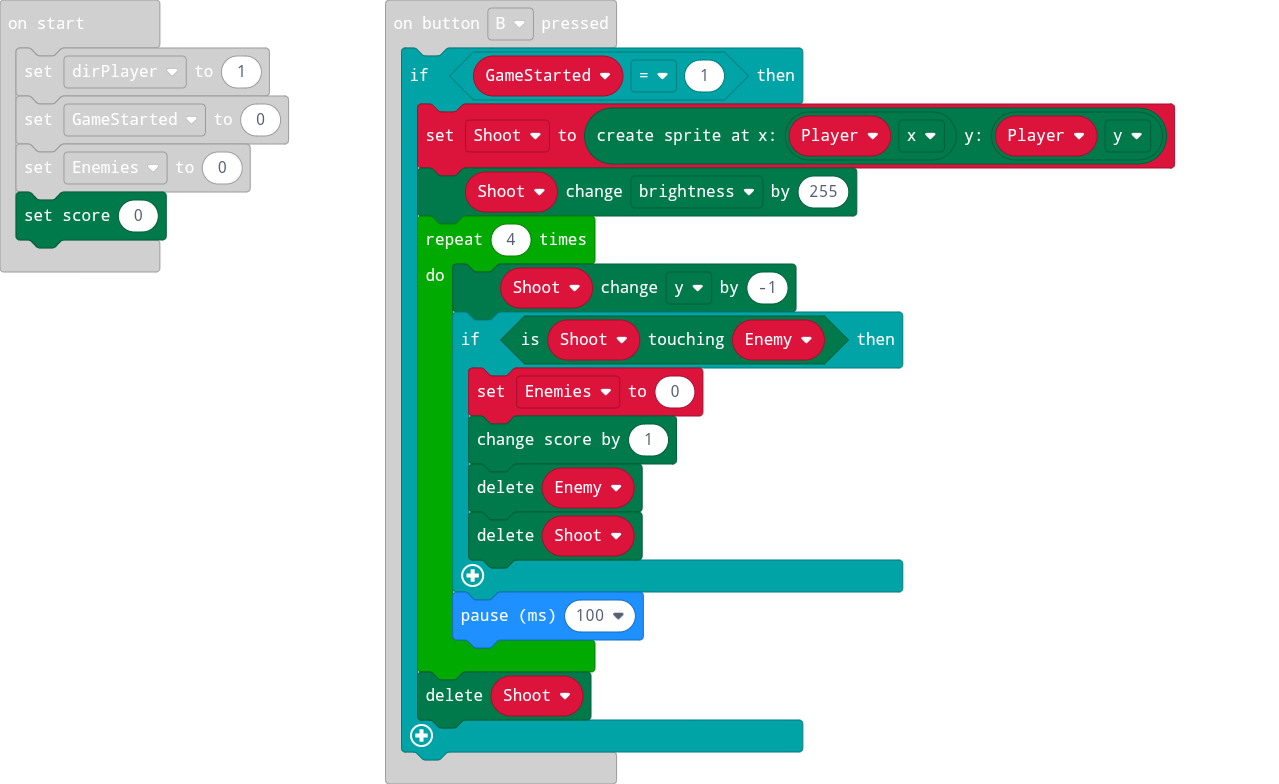 on start
set dirPlayer to 1
set GameStarted to 0
set Enemies to 0
set score 0
on button B pressed
if GameStarted = 1 then
set Shoot to create sprite at x: Player x y: Player y
Shoot change brightness by 255
repeat 4 times
do
Shoot change y by -1
if is Shoot touching Enemy then
set Enemies to 0
change score by 1
delete Enemy
delete Shoot
pause (ms) 100
delete Shoot